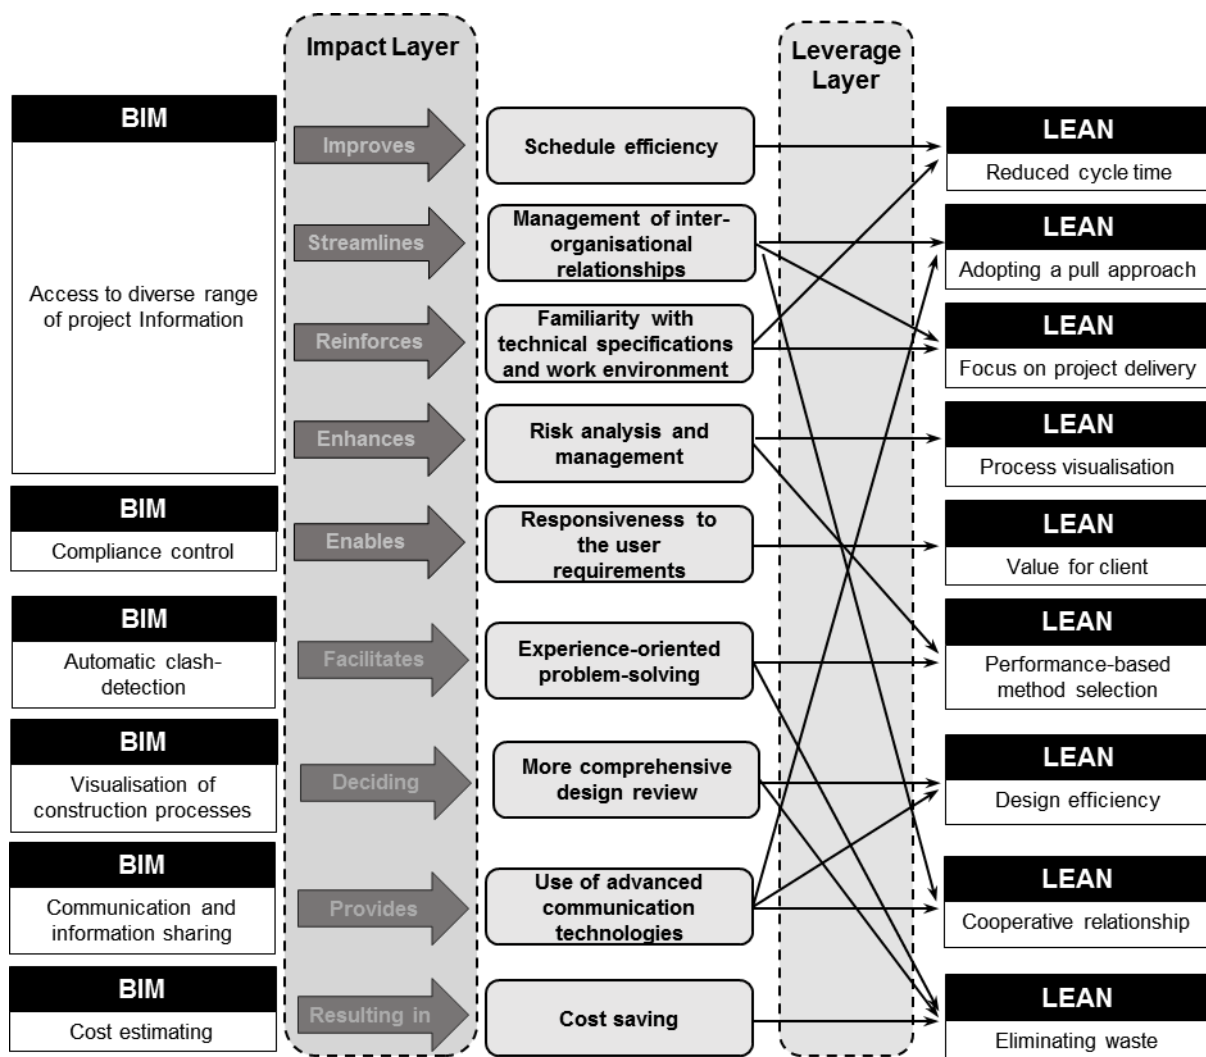 Impact Layer
Leverage
Layer
BIM
Access to diverse range
of project Information
BIM
Compliance control
BIM
Automatic clash-
detection
BIM
Visualisation of
construction processes
BIM
Communication and
information sharing
BIM
Cost estimating
Improves
Streamlines
Reinforces
Enhances
Enables
Facilitates
Deciding
Provides
Resulting in
Schedule efficiency
Management of inter-
organisational
relationships
Familiarity with
technical specifications
and work environment
Risk analysis and
management
Responsiveness to
the user
requirements
Experience-oriented
problem-solving
More comprehensive
design review
Use of advanced
communication
technologies
Cost saving
LEAN
Reduced cycle time
LEAN
Adopting a pull approach
LEAN
Focus on project delivery
LEAN
Process visualisation
LEAN
Value for client
LEAN
Performance-based
method selection
LEAN
Design efficiency
LEAN
Cooperative relationship
LEAN
Eliminating waste